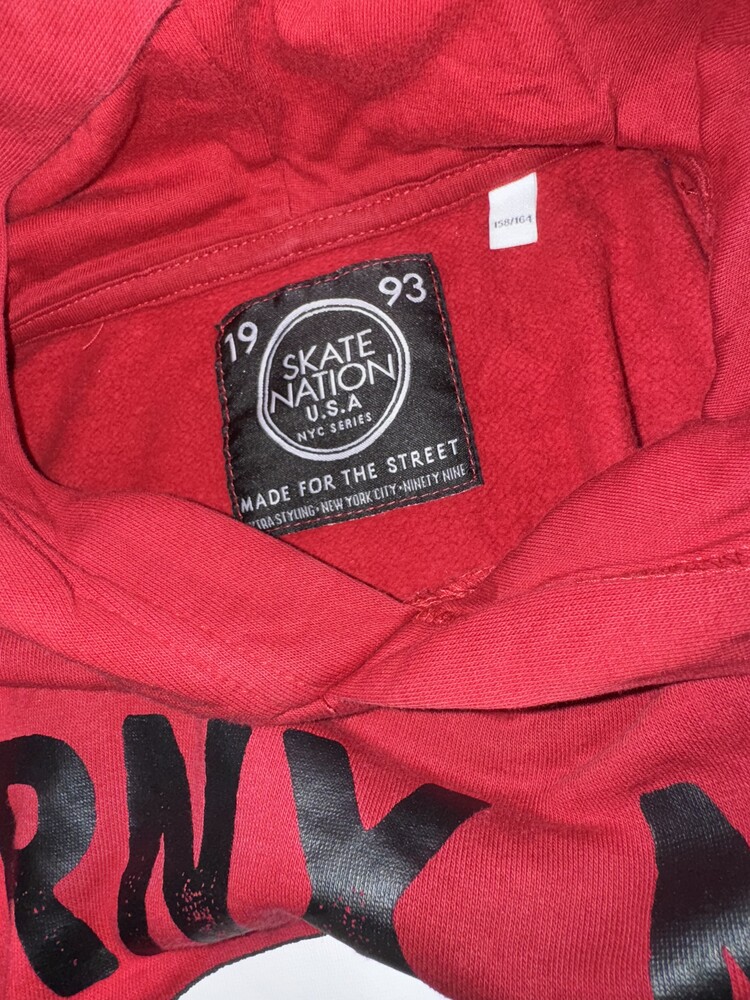 158/164
19 93
SKATE
NATION
U.S.A
NYC SERIES
MADE FOR THE STREET
XTRA STYLING • NEW YORK CITY • NINETY NINE
RNY